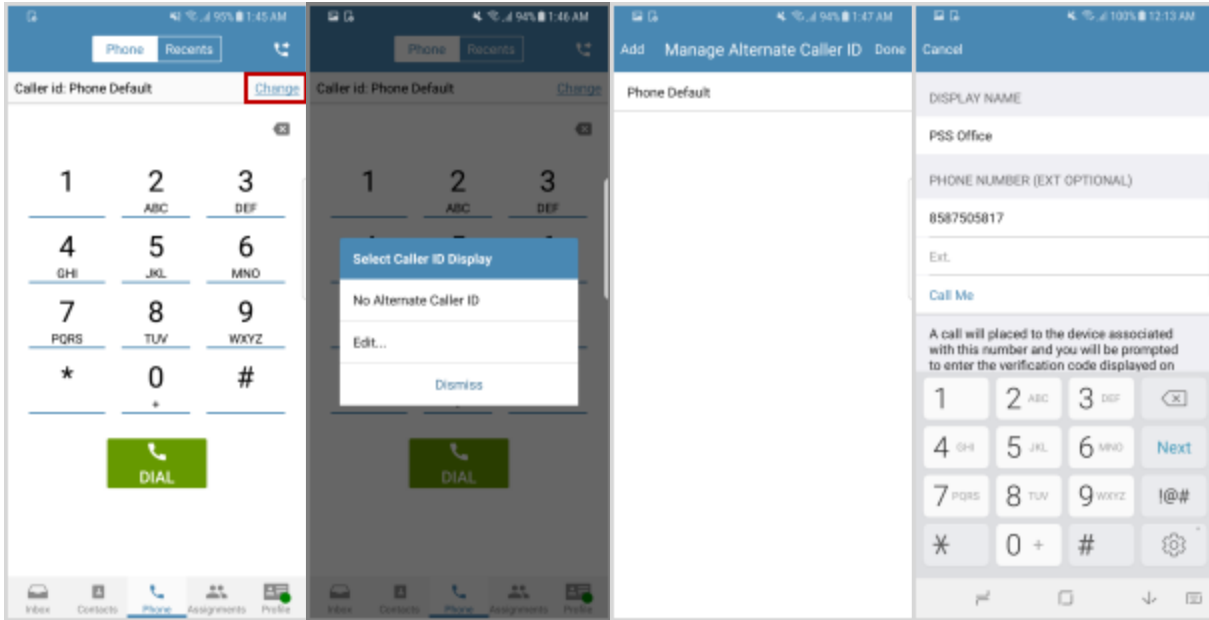 95% 1:45 AM
Phone Recents
Caller id: Phone Default Change
1 2 3
ABC DEF
4 5 6
GHI JKL MNO
7 8 9
PQRS TUV WXYZ
* 0 #
+
DIAL
Inbox Contacts Phone Assignments Profile
94% 1:46 AM
Phone Recents
Caller id: Phone Default Change
1 2 3
ABC DEF
Select Caller ID Display
No Alternate Caller ID
Edit...
Dismiss
DIAL
Inbox Contacts Phone Assignments Profile
94% 1:47 AM
Add Manage Alternate Caller ID Done
Phone Default
100% 12:13 AM
Cancel
DISPLAY NAME
PSS Office
PHONE NUMBER (EXT OPTIONAL)
8587505817
Ext.
Call Me
A call will placed to the device associated
with this number and you will be prompted
to enter the verification code displayed on
1 2 ABC 3 DEF
4 GHI 5 JKL 6 MNO Next
7 PQRS 8 TUV 9 WXYZ !@#
* 0 + #